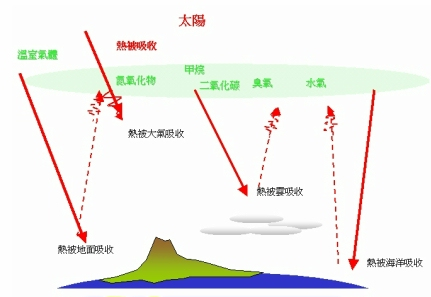 太陽
熱被吸收
溫室氣體
甲烷
氮氧化物
二氧化碳
臭氧
水氣
熱被大氣吸收
熱被雲吸收
熱被地面吸收
熱被海洋吸收